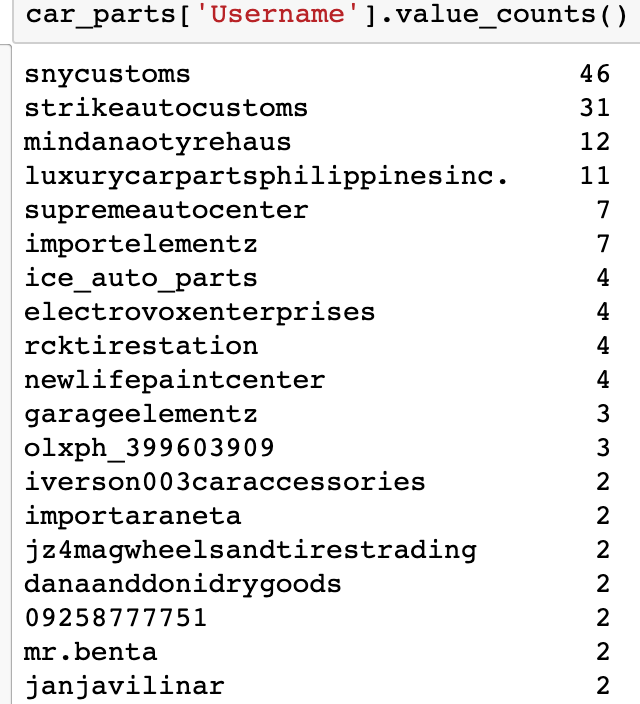 car_parts['Username'].value_counts()
snycustoms 46
strikeautocustoms 31
mindanaotyrehaus 12
luxurycarpartsphilippinesinc. 11
supremeautocenter 7
importelementz 7
ice_auto_parts 4
electrovoxenterprises 4
rcktirestation 4
newlifepaintcenter 4
garageelementz 3
olxph_399603909 3
iverson003caraccessories 2
importaraneta 2
jz4magwheelsandtirestrading 2
danaanddonidrygoods 2
09258777751 2
mr.benta 2
janjavilinar 2